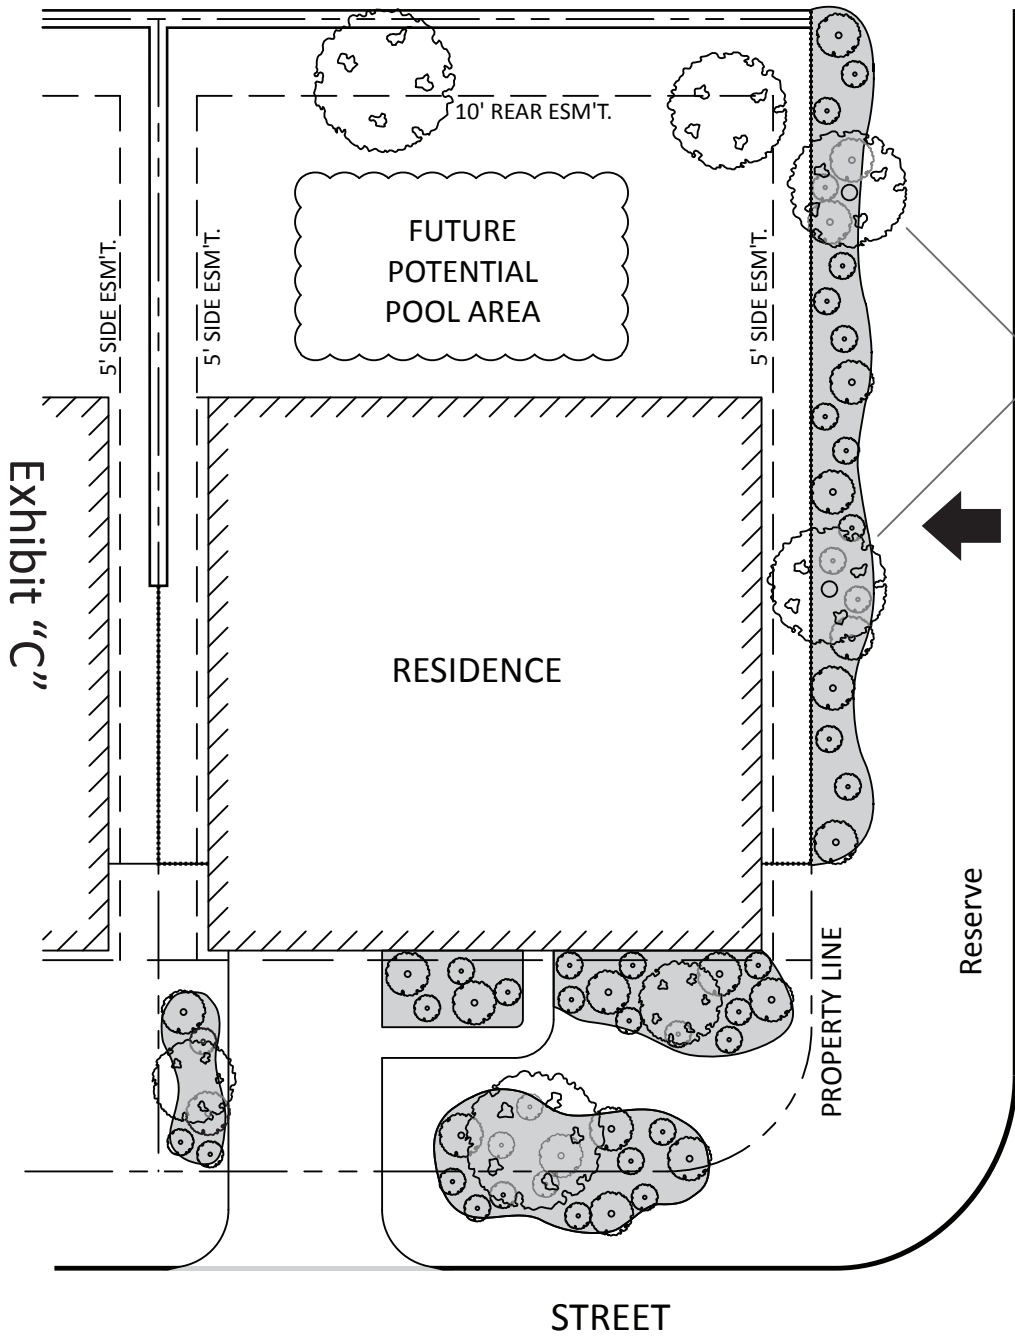 10' REAR ESM'T.
FUTURE
POTENTIAL
POOL AREA
5' SIDE ESM'T.
5' SIDE ESM'T.
5' SIDE ESM'T.
Exhibit “C”
RESIDENCE
Reserve
PROPERTY LINE
STREET